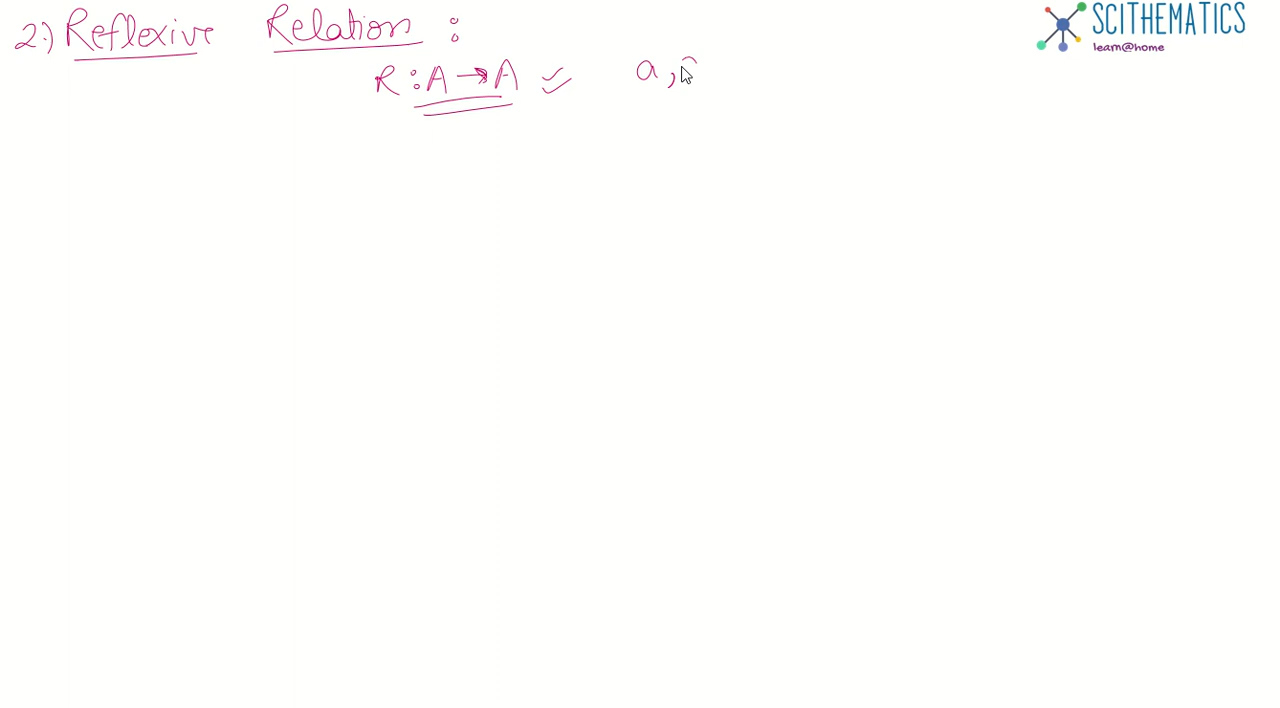 2.) Reflexive Relation :
SCITHEMATICS
learn@home
R : A → A a ,